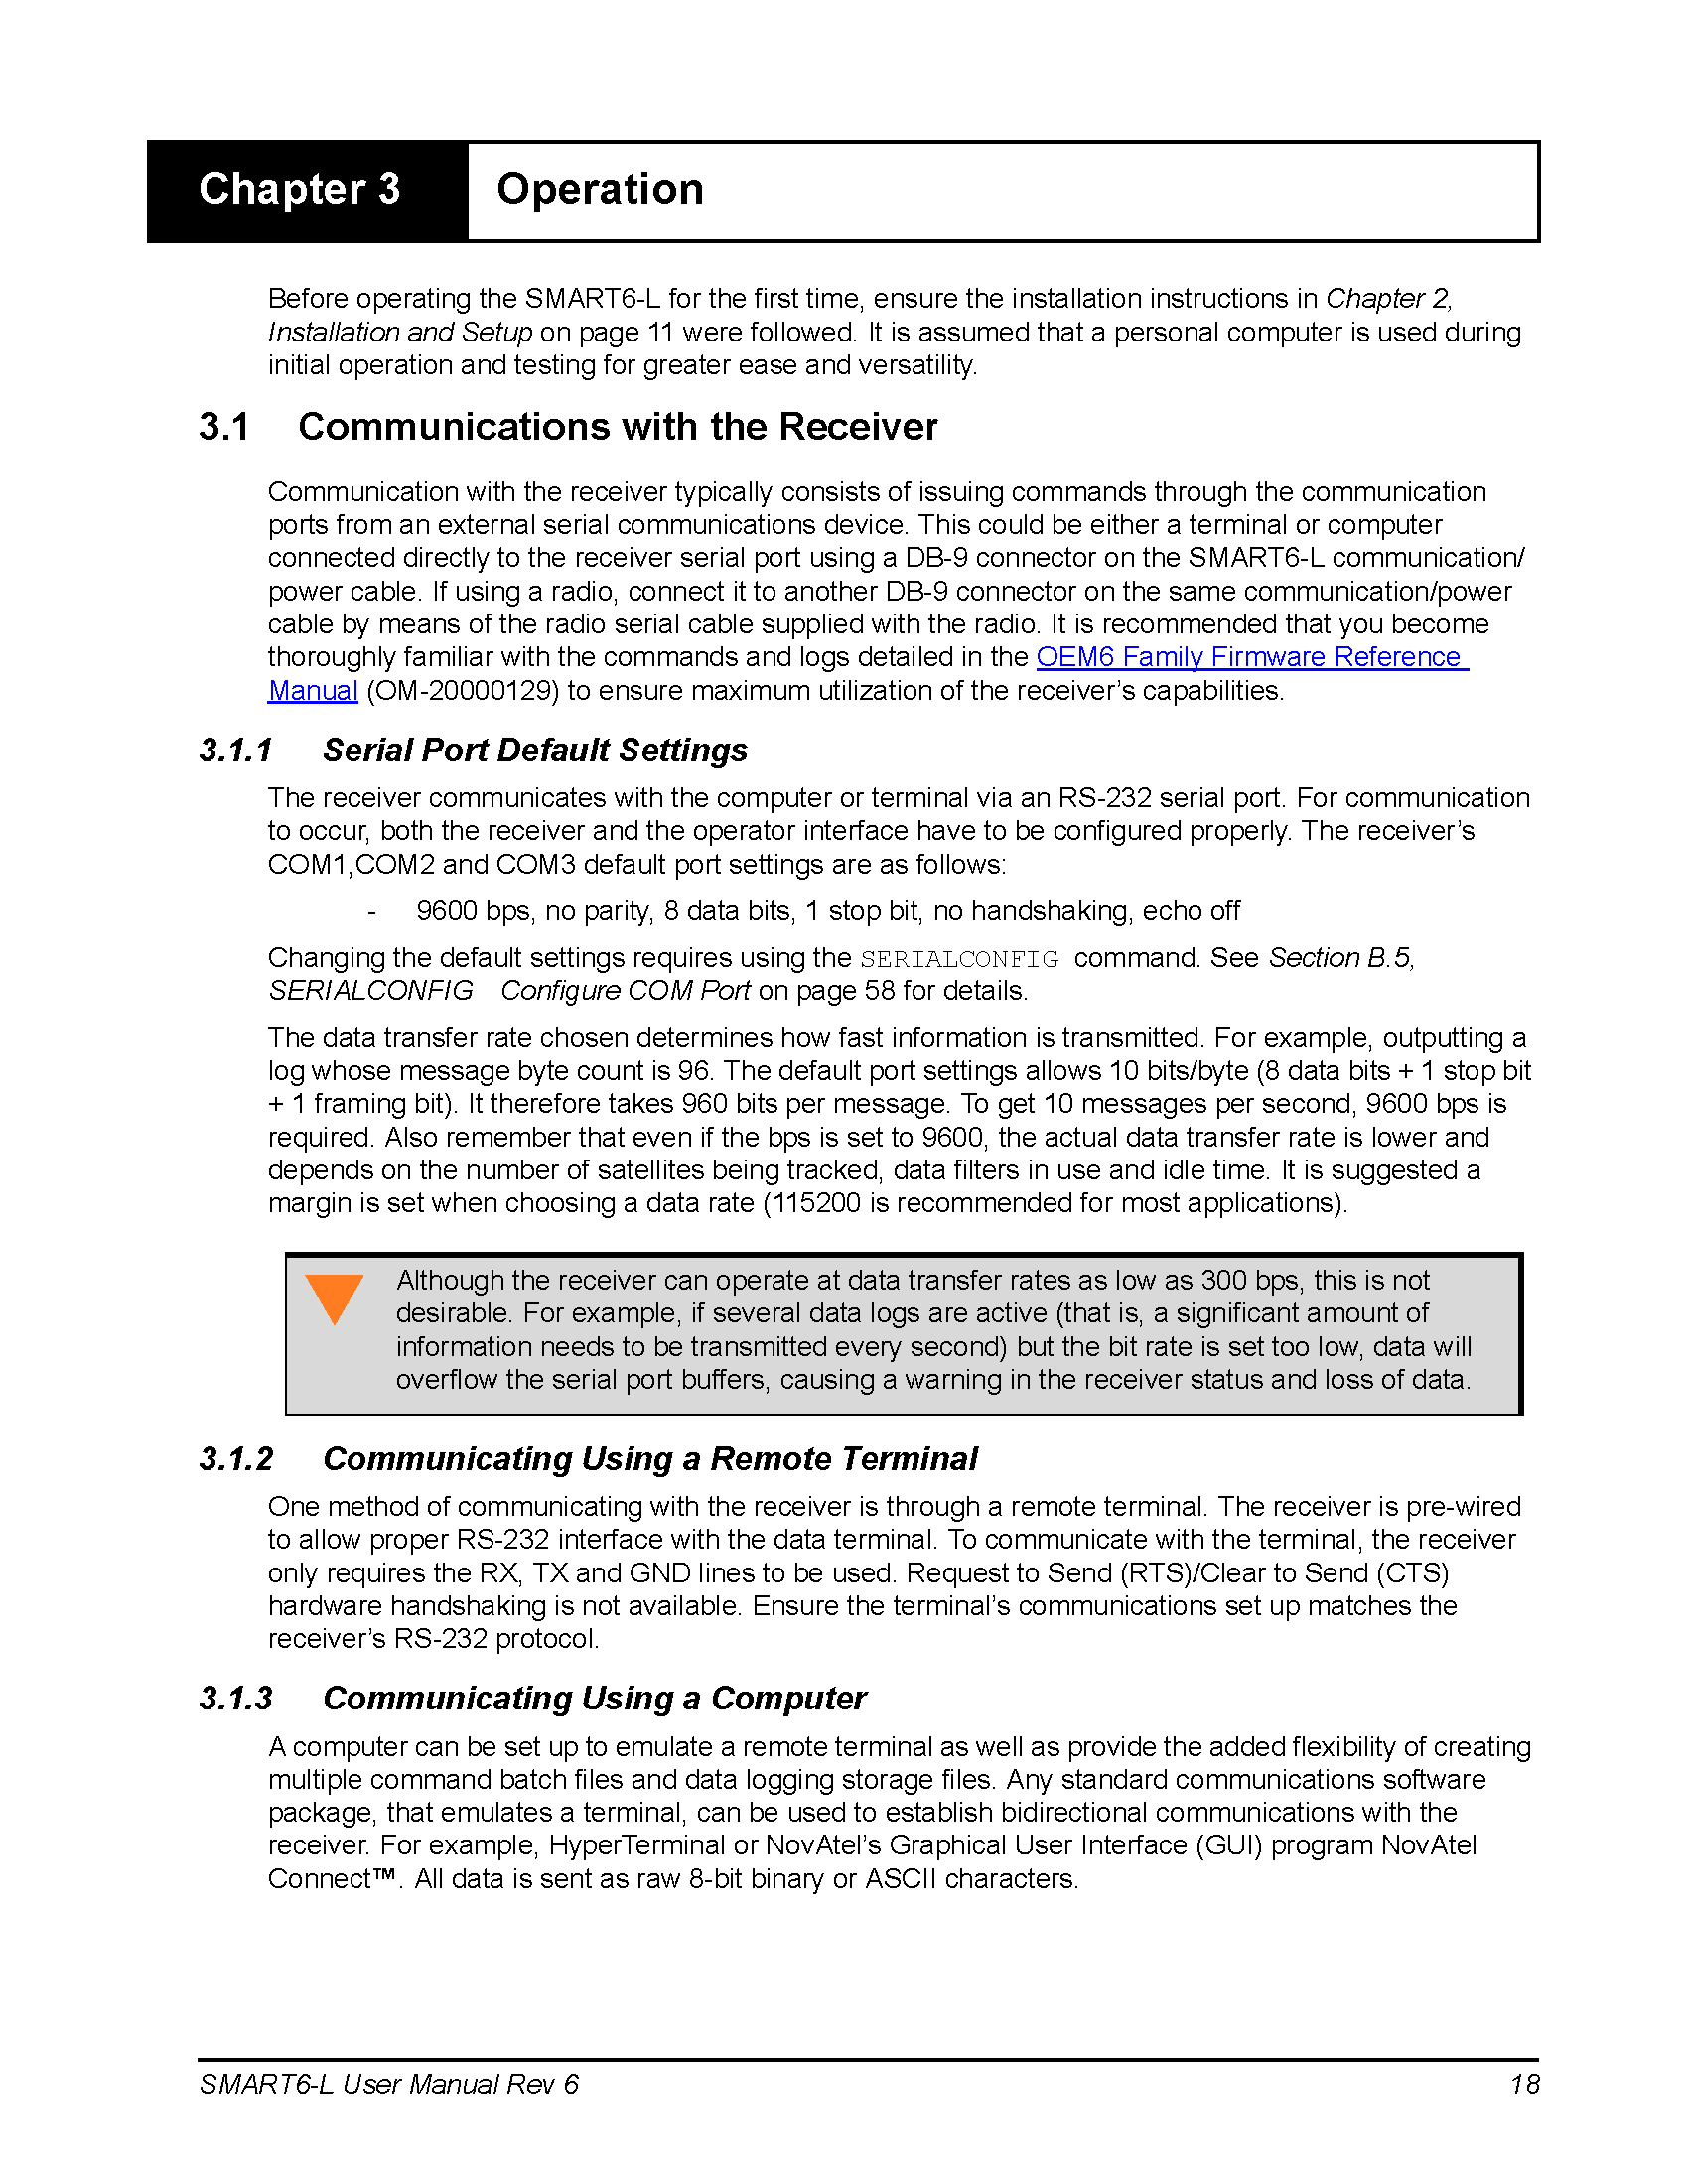 Chapter 3 Operation
Before operating the SMART6-L for the first time, ensure the installation instructions in Chapter 2,
Installation and Setup on page 11 were followed. It is assumed that a personal computer is used during
initial operation and testing for greater ease and versatility.
3.1 Communications with the Receiver
Communication with the receiver typically consists of issuing commands through the communication
ports from an external serial communications device. This could be either a terminal or computer
connected directly to the receiver serial port using a DB-9 connector on the SMART6-L communication/
power cable. If using a radio, connect it to another DB-9 connector on the same communication/power
cable by means of the radio serial cable supplied with the radio. It is recommended that you become
thoroughly familiar with the commands and logs detailed in the OEM6 Family Firmware Reference
Manual (OM-20000129) to ensure maximum utilization of the receiver’s capabilities.
3.1.1 Serial Port Default Settings
The receiver communicates with the computer or terminal via an RS-232 serial port. For communication
to occur, both the receiver and the operator interface have to be configured properly. The receiver’s
COM1,COM2 and COM3 default port settings are as follows:
- 9600 bps, no parity, 8 data bits, 1 stop bit, no handshaking, echo off
Changing the default settings requires using the SERIALCONFIG command. See Section B.5,
SERIALCONFIG Configure COM Port on page 58 for details.
The data transfer rate chosen determines how fast information is transmitted. For example, outputting a
log whose message byte count is 96. The default port settings allows 10 bits/byte (8 data bits + 1 stop bit
+ 1 framing bit). It therefore takes 960 bits per message. To get 10 messages per second, 9600 bps is
required. Also remember that even if the bps is set to 9600, the actual data transfer rate is lower and
depends on the number of satellites being tracked, data filters in use and idle time. It is suggested a
margin is set when choosing a data rate (115200 is recommended for most applications).
Although the receiver can operate at data transfer rates as low as 300 bps, this is not
desirable. For example, if several data logs are active (that is, a significant amount of
information needs to be transmitted every second) but the bit rate is set too low, data will
overflow the serial port buffers, causing a warning in the receiver status and loss of data.
3.1.2 Communicating Using a Remote Terminal
One method of communicating with the receiver is through a remote terminal. The receiver is pre-wired
to allow proper RS-232 interface with the data terminal. To communicate with the terminal, the receiver
only requires the RX, TX and GND lines to be used. Request to Send (RTS)/Clear to Send (CTS)
hardware handshaking is not available. Ensure the terminal’s communications set up matches the
receiver’s RS-232 protocol.
3.1.3 Communicating Using a Computer
A computer can be set up to emulate a remote terminal as well as provide the added flexibility of creating
multiple command batch files and data logging storage files. Any standard communications software
package, that emulates a terminal, can be used to establish bidirectional communications with the
receiver. For example, HyperTerminal or NovAtel’s Graphical User Interface (GUI) program NovAtel
Connect™. All data is sent as raw 8-bit binary or ASCII characters.
SMART6-L User Manual Rev 6 18